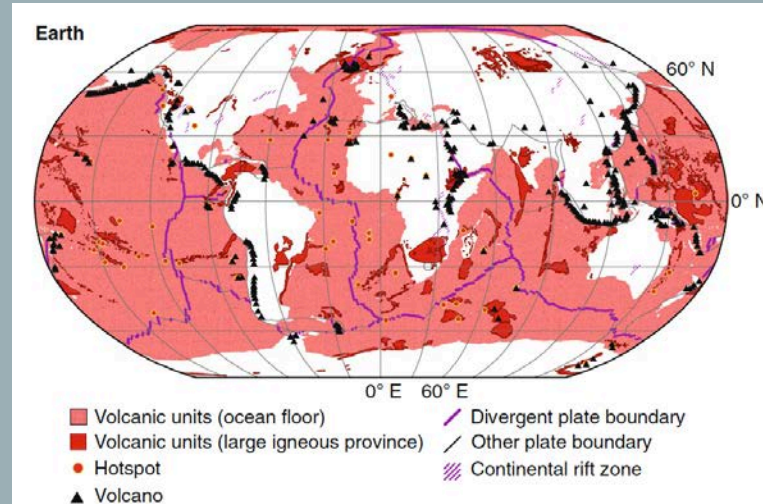 Earth
60° N
0° N
0° E 60° E
Volcanic units (ocean floor)
Volcanic units (large igneous province)
Hotspot
Volcano
Divergent plate boundary
Other plate boundary
Continental rift zone